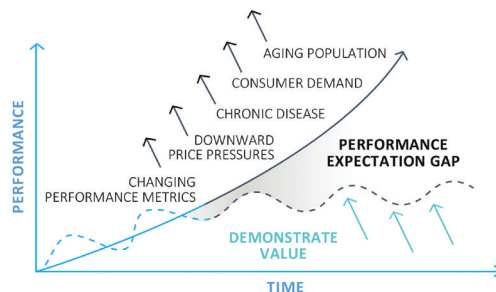 AGING POPULATION
CONSUMER DEMAND
CHRONIC DISEASE
DOWNWARD
PRICE PRESSURES
CHANGING
PERFORMANCE METRICS
PERFORMANCE
EXPECTATION GAP
DEMONSTRATE
VALUE
PERFORMANCE
TIME